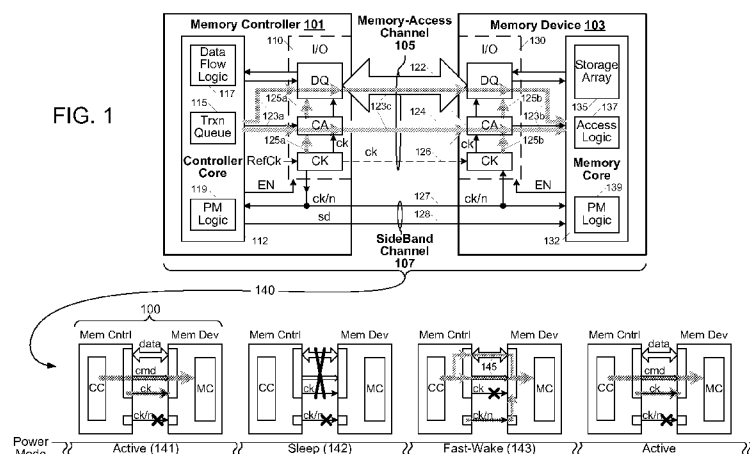 Memory Controller 101
Memory-Access
Channel
105
Memory Device 103
110
I/O
130
I/O
Data
Flow
Logic
117
DQ
122
DQ
Storage
Array
115
125a
123c
125b
135
137
Trxn
Queue
123a
CA
124
CA
123b
Access
Logic
125a
ck
126
ck
125b
Controller
Core
RefCk
CK
ck
CK
Memory
Core
119
EN
EN
139
PM
Logic
ck/n
127
ck/n
PM
Logic
sd
128
112
SideBand
Channel
107
132
FIG. 1
140
100
Mem Cntrl
Mem Dev
data
CC
cmd
MC
ck
ck/n
Mem Cntrl
Mem Dev
CC
MC
ck
ck/n
Mem Cntrl
Mem Dev
145
CC
MC
ck
ck/n
Mem Cntrl
Mem Dev
data
CC
cmd
MC
ck
ck/n
Power
Mode
Active (141)
Sleep (142)
Fast-Wake (143)
Active